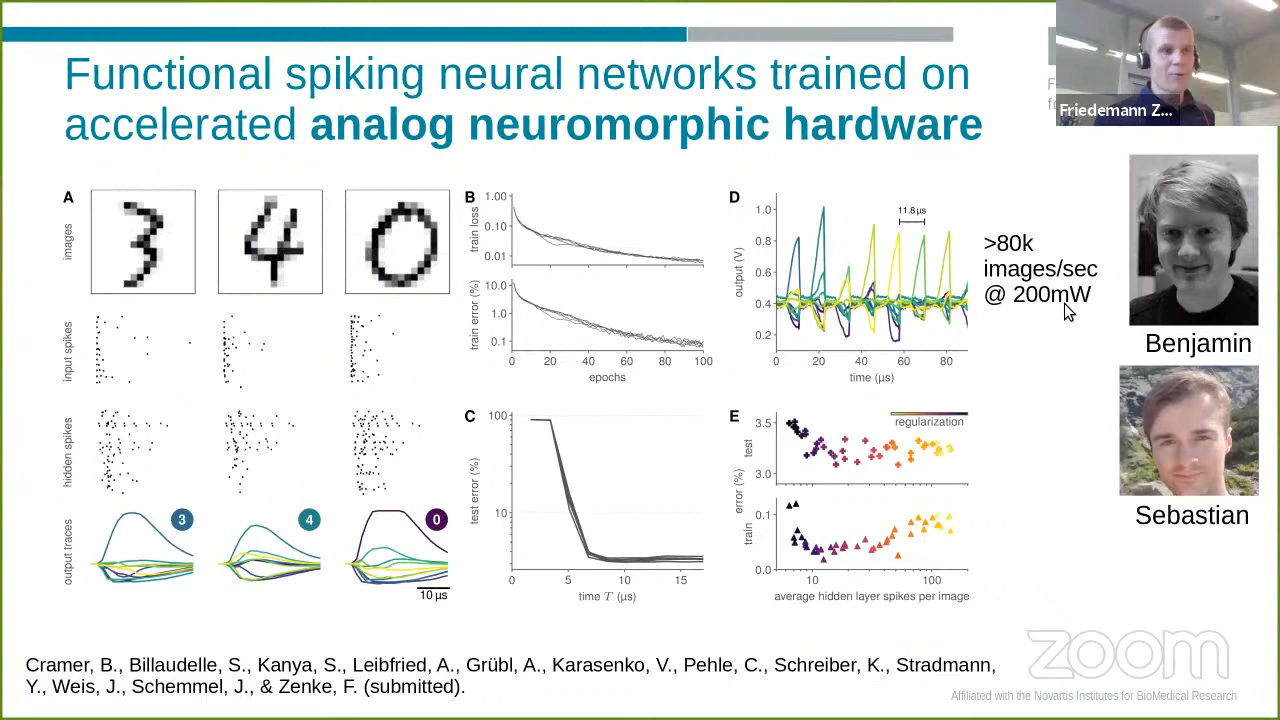 Functional spiking neural networks trained on
accelerated analog neuromorphic hardware
Friedemann Z...
A
images
input spikes
hidden spikes
output traces
3
4
0
10 µs
B
train loss
1.00
0.10
0.01
train error (%)
10.0
1.0
0.1
0 20 40 60 80 100
epochs
C
test error (%)
100
10
0 5 10 15
time T (µs)
D
output (V)
1.0
0.8
0.6
0.4
0.2
11.8 µs
0 20 40 60 80
time (µs)
>80k
images/sec
@ 200mW
E
regularization
error (%)
test
3.5
3.0
train
0.1
0.0
10 100
average hidden layer spikes per image
Benjamin
Sebastian
Cramer, B., Billaudelle, S., Kanya, S., Leibfried, A., Grübl, A., Karasenko, V., Pehle, C., Schreiber, K., Stradmann,
Y., Weis, J., Schemmel, J., & Zenke, F. (submitted).
zoom
Affiliated with the Novartis Institutes for BioMedical Research